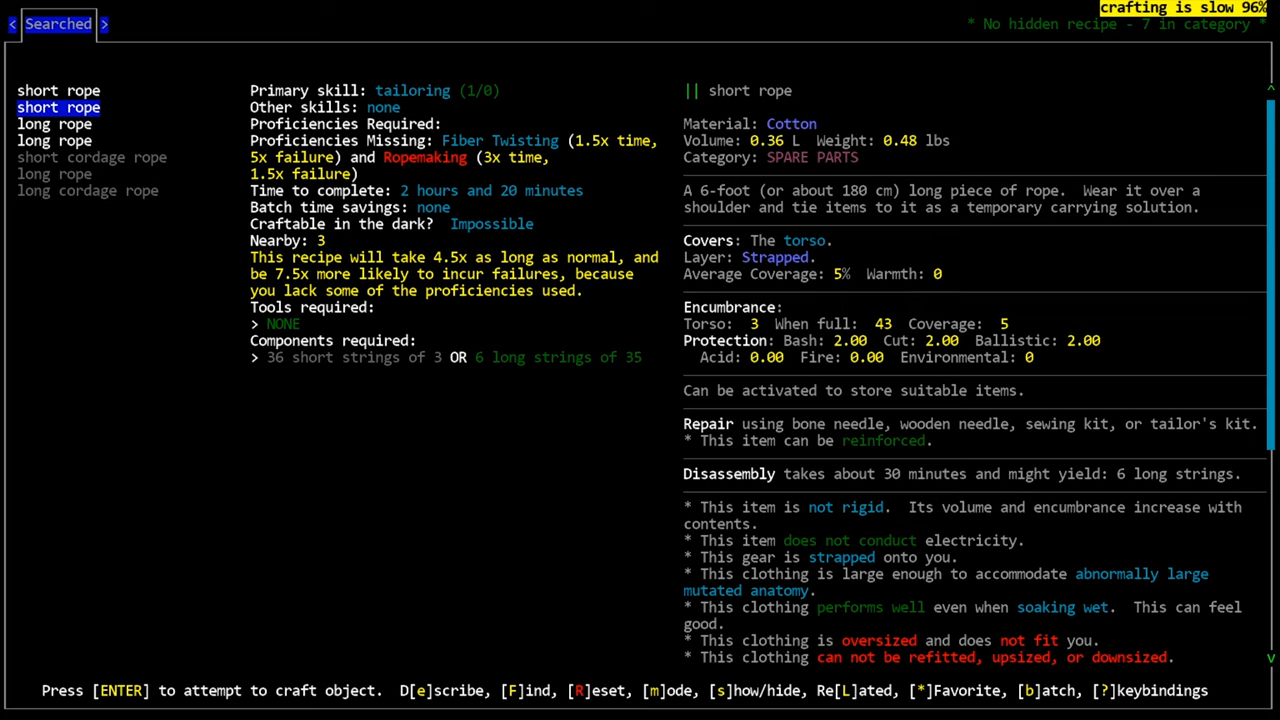 crafting is slow 96%
< Searched >
* No hidden recipe - 7 in category *
short rope
short rope
long rope
long rope
short cordage rope
long rope
long cordage rope
Primary skill: tailoring (1/0)
Other skills: none
Proficiencies Required:
Proficiencies Missing: Fiber Twisting (1.5x time,
5x failure) and Ropemaking (3x time,
1.5x failure)
Time to complete: 2 hours and 20 minutes
Batch time savings: none
Craftable in the dark? Impossible
Nearby: 3
This recipe will take 4.5x as long as normal, and
be 7.5x more likely to incur failures, because
you lack some of the proficiencies used.
Tools required:
> NONE
Components required:
> 36 short strings of 3 OR 6 long strings of 35
|| short rope
Material: Cotton
Volume: 0.36 L Weight: 0.48 lbs
Category: SPARE PARTS
A 6-foot (or about 180 cm) long piece of rope. Wear it over a
shoulder and tie items to it as a temporary carrying solution.
Covers: The torso.
Layer: Strapped.
Average Coverage: 5% Warmth: 0
Encumbrance:
Torso: 3 When full: 43 Coverage: 5
Protection: Bash: 2.00 Cut: 2.00 Ballistic: 2.00
Acid: 0.00 Fire: 0.00 Environmental: 0
Can be activated to store suitable items.
Repair using bone needle, wooden needle, sewing kit, or tailor's kit.
* This item can be reinforced.
Disassembly takes about 30 minutes and might yield: 6 long strings.
* This item is not rigid. Its volume and encumbrance increase with
contents.
* This item does not conduct electricity.
* This gear is strapped onto you.
* This clothing is large enough to accommodate abnormally large
mutated anatomy.
* This clothing performs well even when soaking wet. This can feel
good.
* This clothing is oversized and does not fit you.
* This clothing can not be refitted, upsized, or downsized.
Press [ENTER] to attempt to craft object. D[e]scribe, [F]ind, [R]eset, [m]ode, [s]how/hide, Re[L]ated, [*]Favorite, [b]atch, [?]keybindings